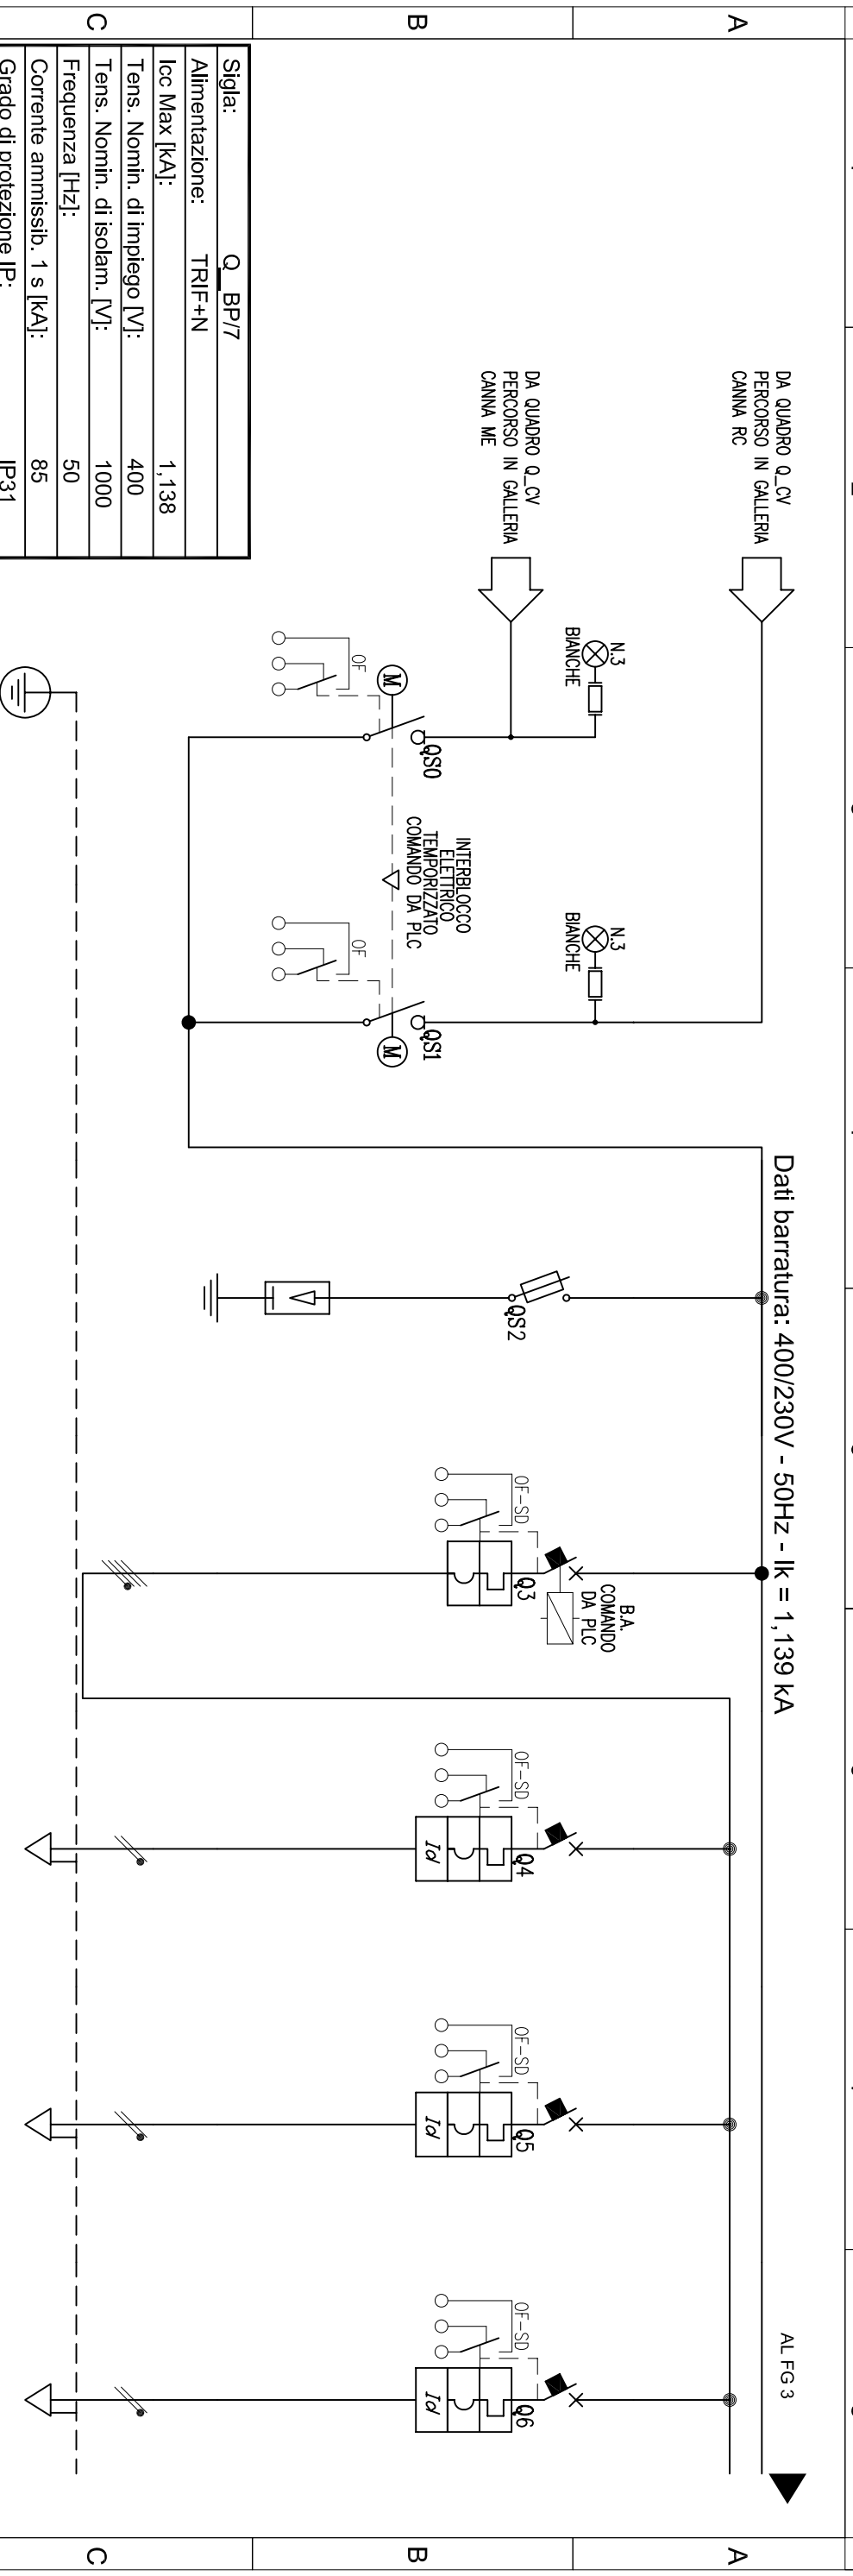 A
B
C
DA QUADRO Q_CV
PERCORSO IN GALLERIA
CANNA RC
DA QUADRO Q_CV
PERCORSO IN GALLERIA
CANNA ME
Dati barratura: 400/230V - 50Hz - Ik = 1,139 kA
AL FG 3
N.3
BIANCHE
N.3
BIANCHE
QS0
QS1
M
M
OF
OF
INTERBLOCCO
ELETTRICO
TEMPORIZZATO
COMANDO DA PLC
QS2
B.A.
COMANDO
DA PLC
Q3
OF-SD
Q4
OF-SD
Id
Q5
OF-SD
Id
Q6
OF-SD
Id
Sigla: Q_BP/7
Alimentazione: TRIF+N
Icc Max [kA]: 1,138
Tens. Nomin. di impiego [V]: 400
Tens. Nomin. di isolam. [V]: 1000
Frequenza [Hz]: 50
Corrente ammissib. 1 s [kA]: 85
Grado di protezione IP: IP31
A
B
C